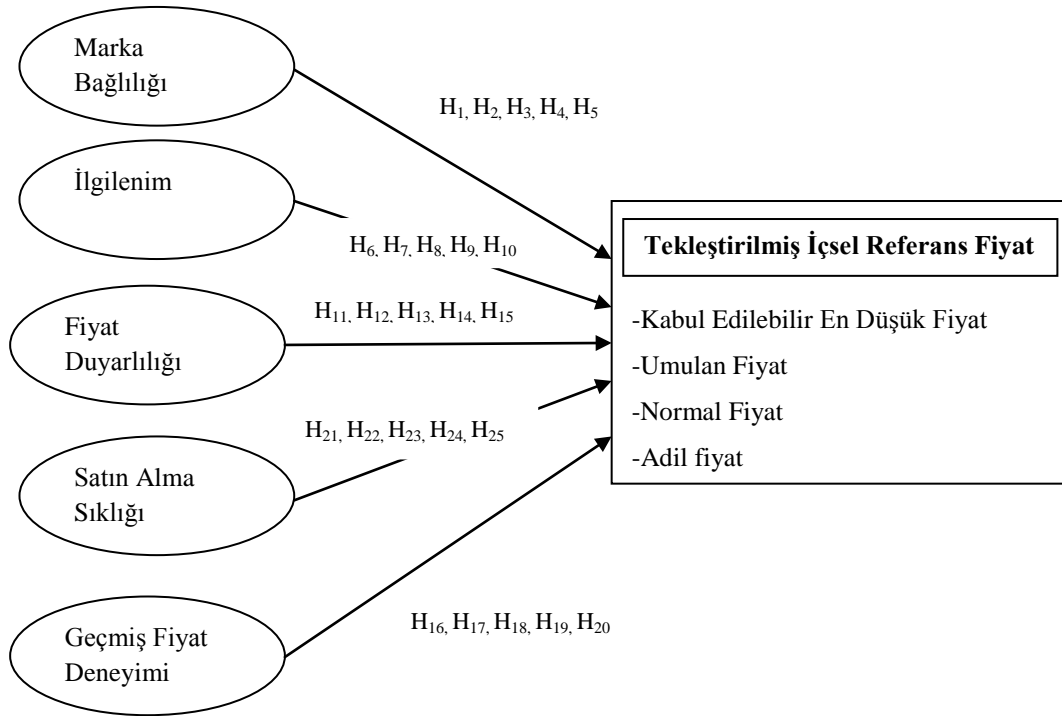 Marka
Bağlılığı
H1, H2, H3, H4, H5
İlgilenim
H6, H7, H8, H9, H10
Tekleştirilmiş İçsel Referans Fiyat
-Kabul Edilebilir En Düşük Fiyat
-Umulan Fiyat
-Normal Fiyat
-Adil fiyat
Fiyat
Duyarlılığı
H11, H12, H13, H14, H15
H21, H22, H23, H24, H25
Satın Alma
Sıklığı
Geçmiş Fiyat
Deneyimi
H16, H17, H18, H19, H20